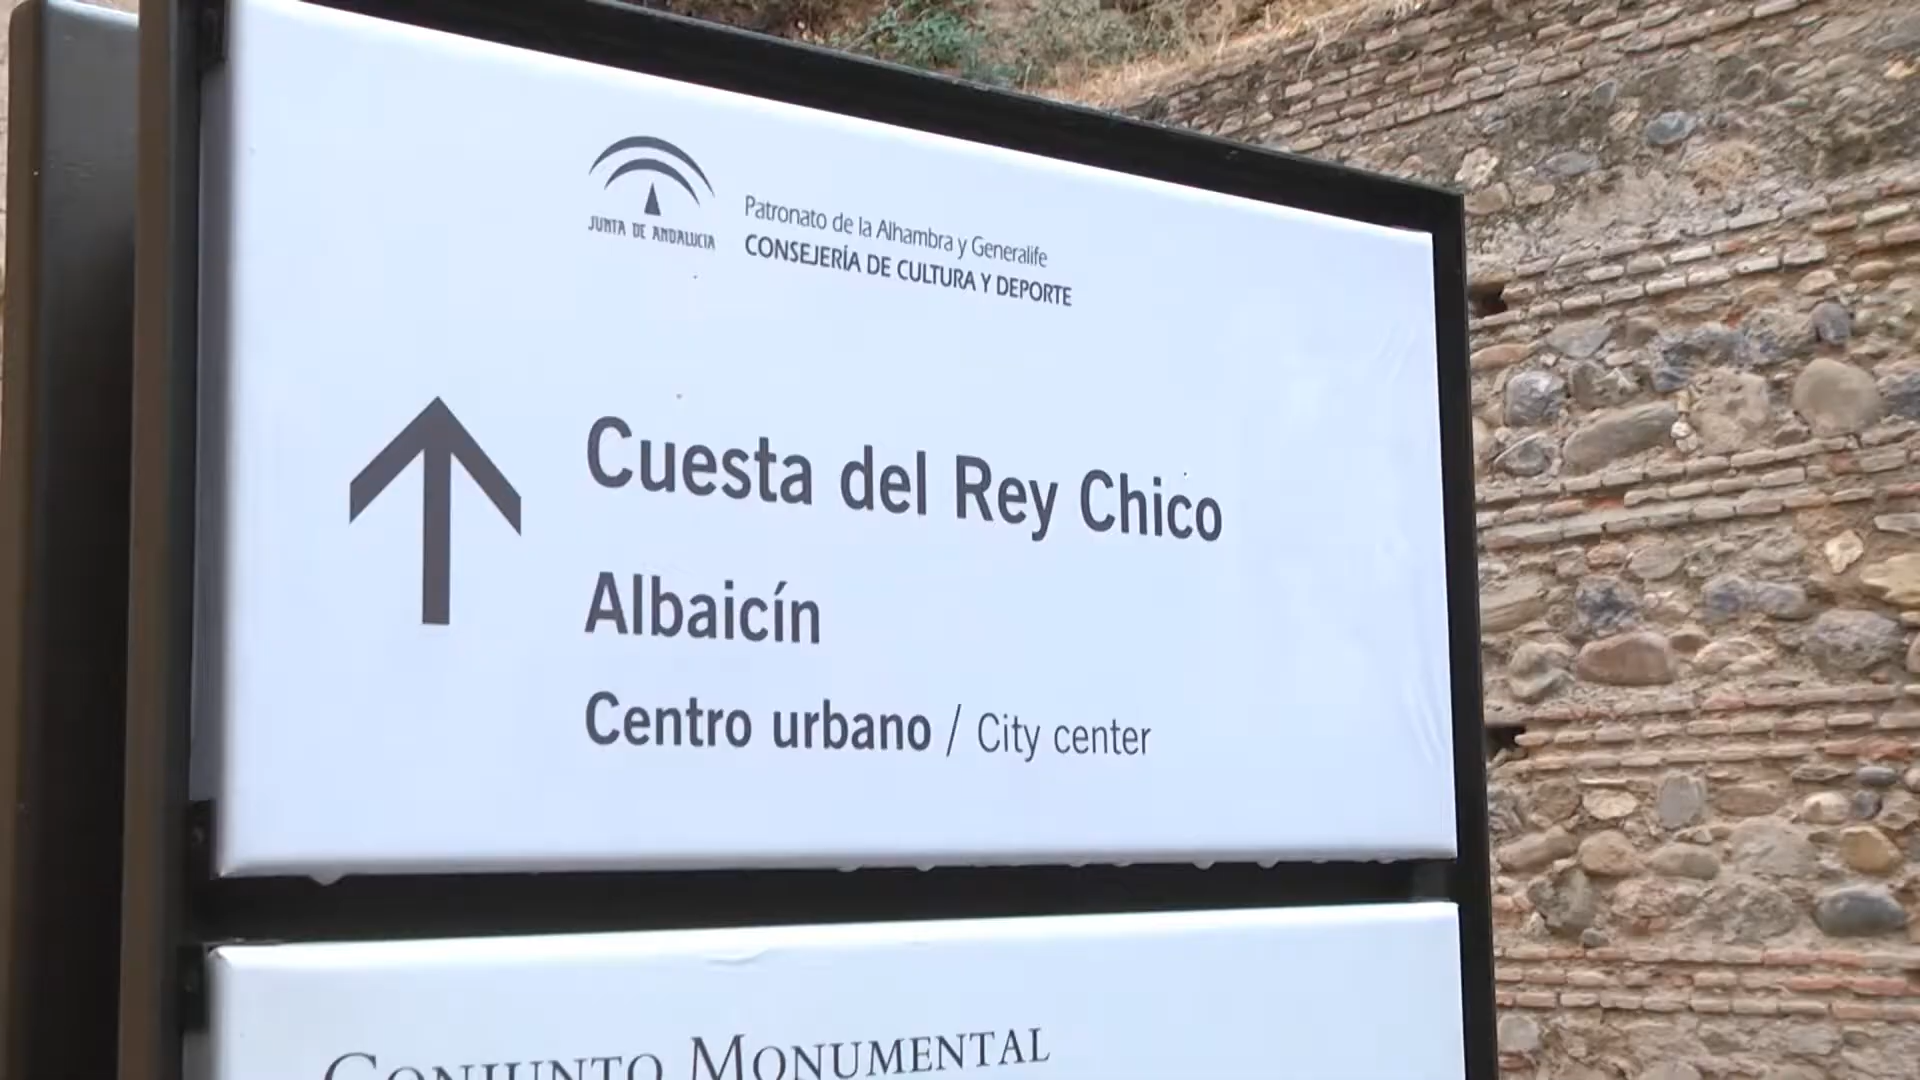 JUNTA DE ANDALUCIA
Patronato de la Alhambra y Generalife
CONSEJERÍA DE CULTURA Y DEPORTE
Cuesta del Rey Chico
Albaicín
Centro urbano / City center
CONJUNTO MONUMENTAL